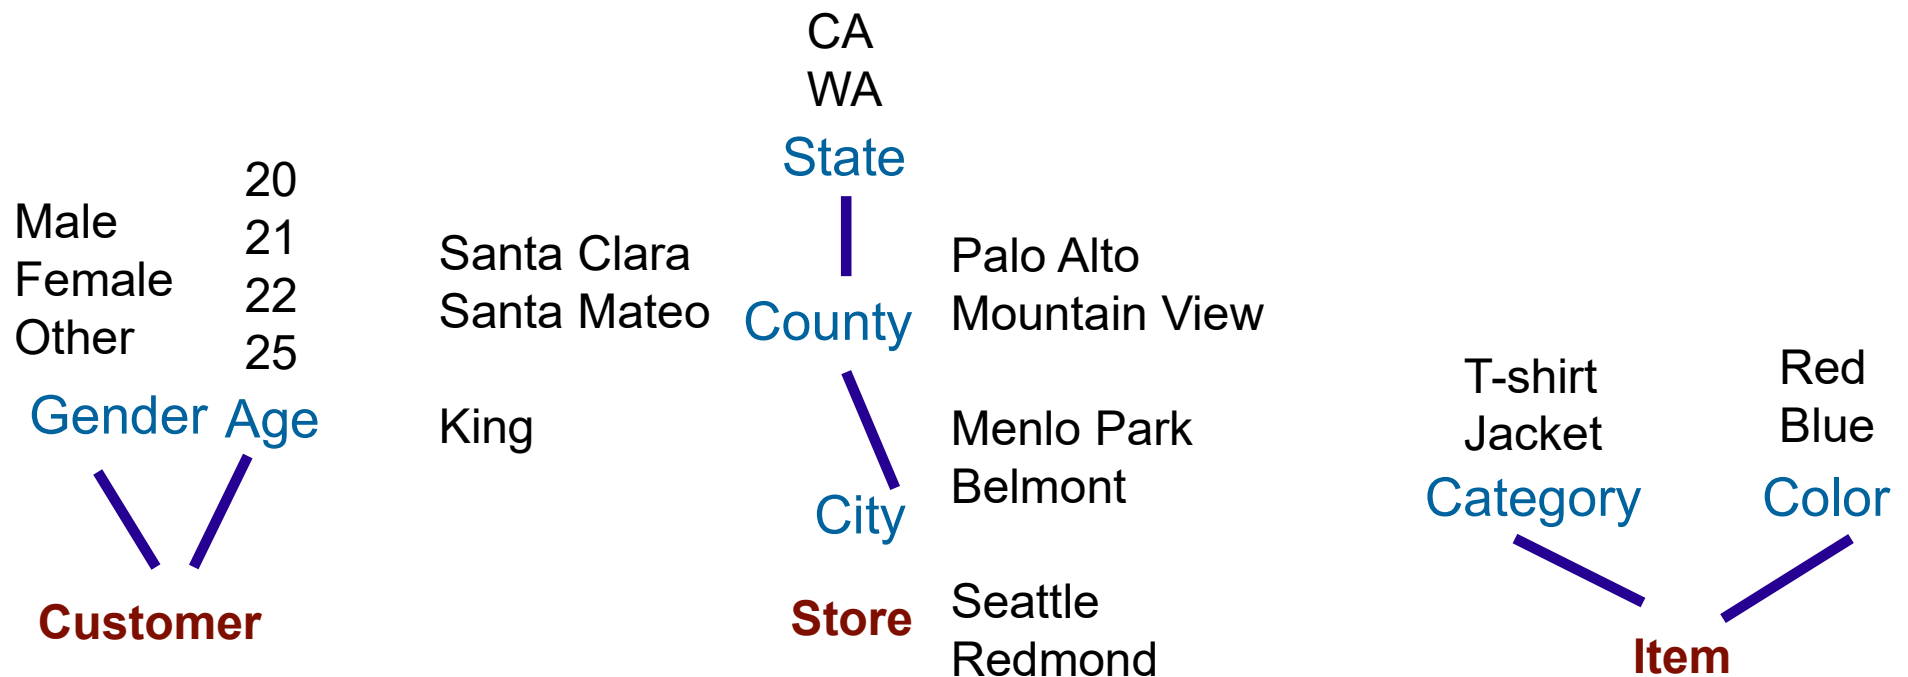 CA
WA
State
20
21
22
25
Male
Female
Other
Gender
Age
Customer
Santa Clara
Santa Mateo
King
County
City
Store
Palo Alto
Mountain View
Menlo Park
Belmont
Seattle
Redmond
T-shirt
Jacket
Category
Red
Blue
Color
Item